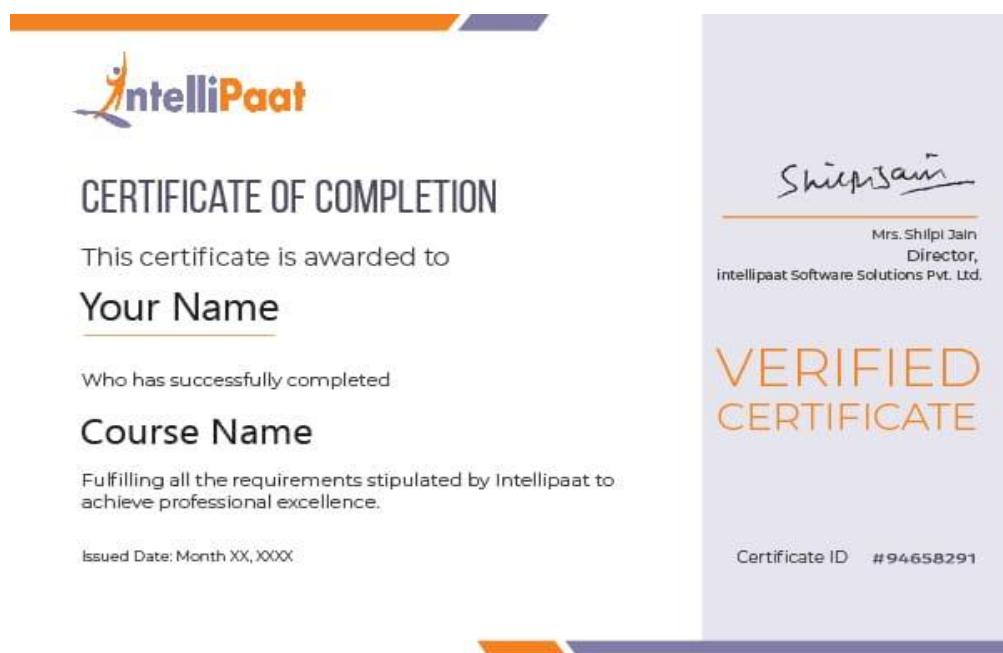 IntelliPaat
CERTIFICATE OF COMPLETION
This certificate is awarded to
Your Name
Who has successfully completed
Course Name
Fulfilling all the requirements stipulated by Intellipaat to
achieve professional excellence.
Issued Date: Month XX, XXXX
Shilpi Jain
Mrs. Shilpi Jain
Director,
intellipaat Software Solutions Pvt. Ltd.
VERIFIED
CERTIFICATE
Certificate ID #94658291